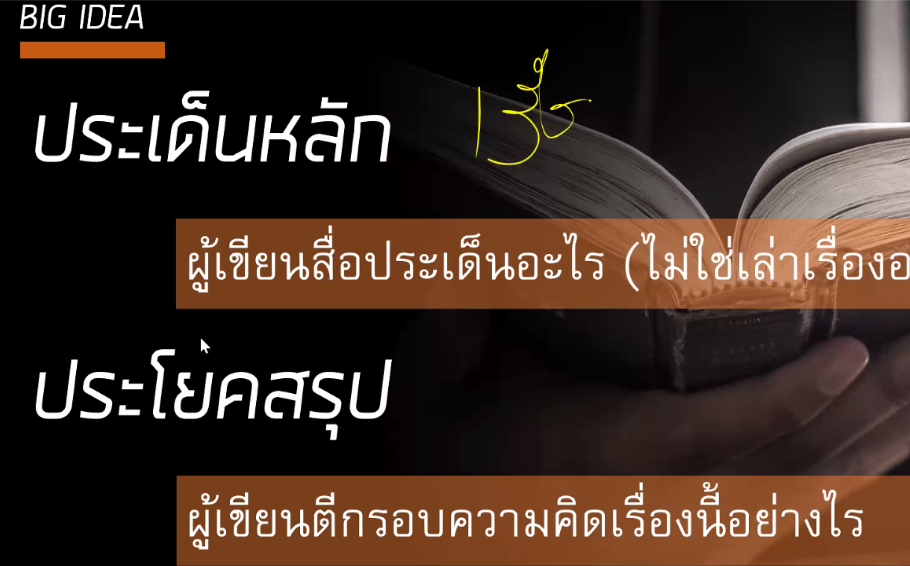 BIG IDEA
ประเด็นหลัก
ผู้เขียนสื่อประเด็นอะไร (ไม่ใช่เล่าเรื่องอ
ประโยคสรุป
ผู้เขียนตีกรอบความคิดเรื่องนี้อย่างไร